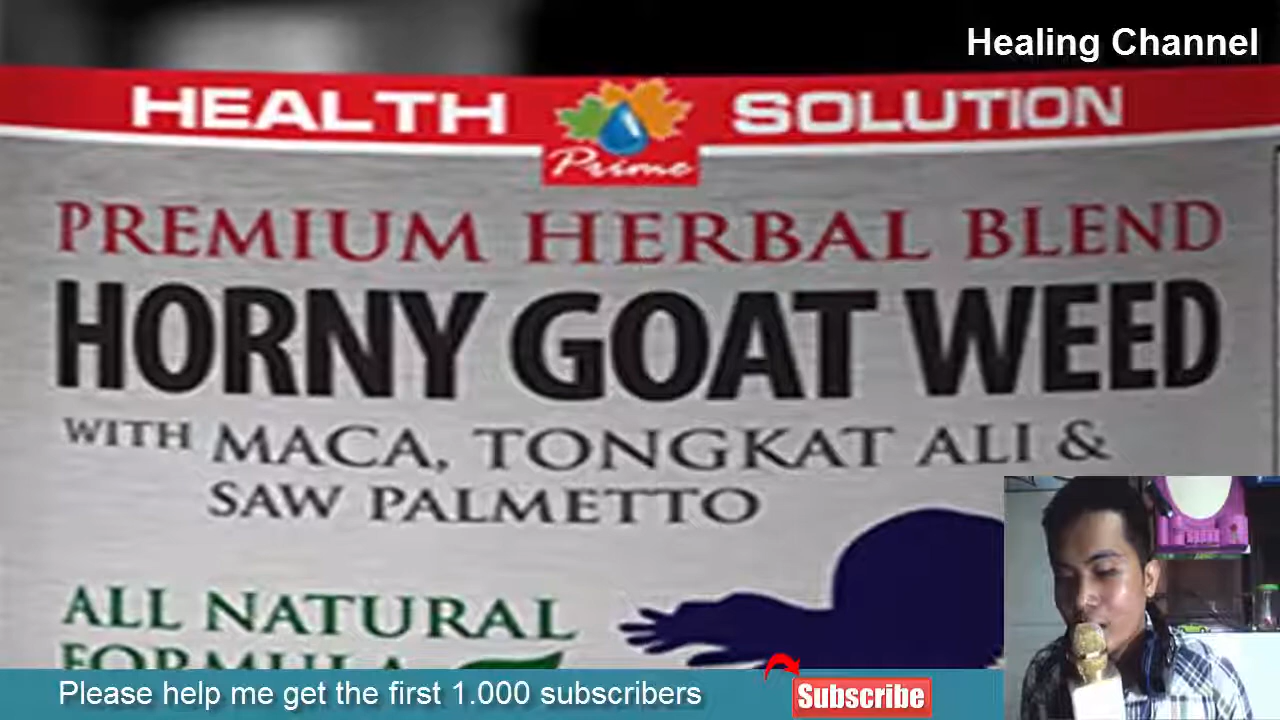 Healing Channel
HEALTH SOLUTION
Prime
PREMIUM HERBAL BLEND
HORNY GOAT WEED
WITH MACA, TONGKAT ALI &
SAW PALMETTO
ALL NATURAL
FORMULA
Please help me get the first 1.000 subscribers
Subscribe